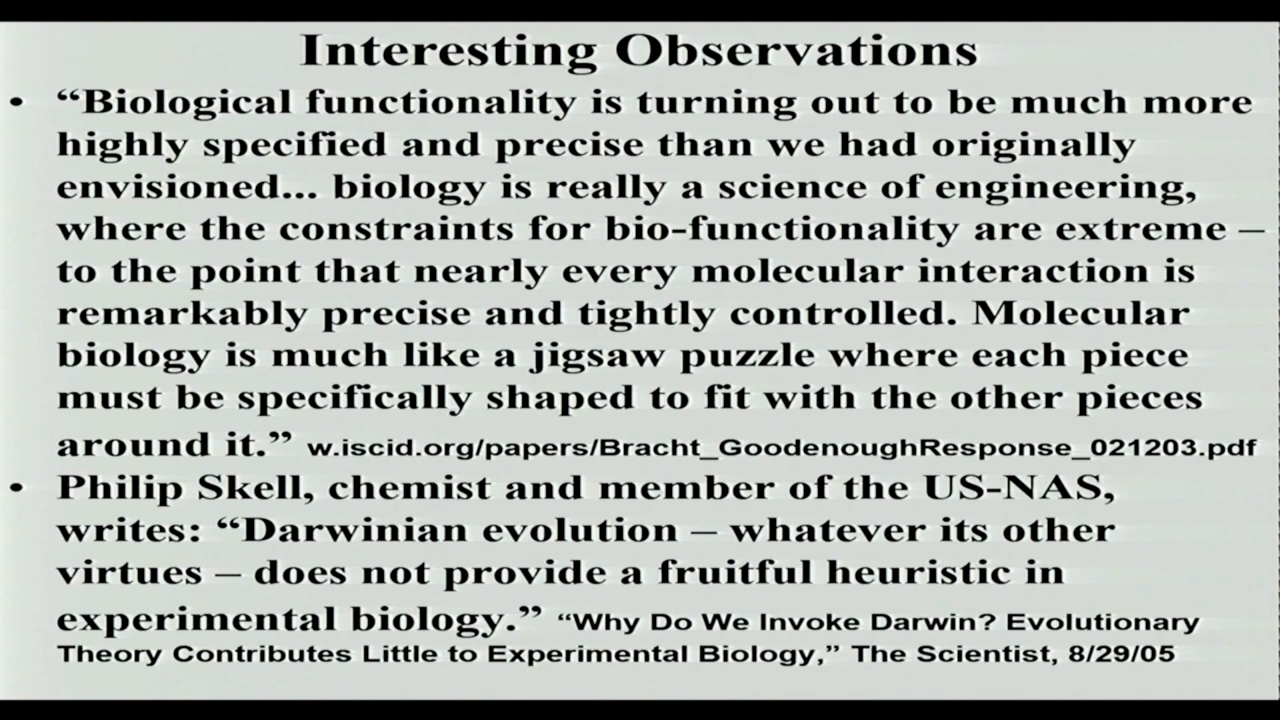 Interesting Observations
• “Biological functionality is turning out to be much more
highly specified and precise than we had originally
envisioned... biology is really a science of engineering,
where the constraints for bio-functionality are extreme –
to the point that nearly every molecular interaction is
remarkably precise and tightly controlled. Molecular
biology is much like a jigsaw puzzle where each piece
must be specifically shaped to fit with the other pieces
around it.” w.iscid.org/papers/Bracht_GoodenoughResponse_021203.pdf
• Philip Skell, chemist and member of the US-NAS,
writes: “Darwinian evolution – whatever its other
virtues – does not provide a fruitful heuristic in
experimental biology.” “Why Do We Invoke Darwin? Evolutionary
Theory Contributes Little to Experimental Biology,” The Scientist, 8/29/05